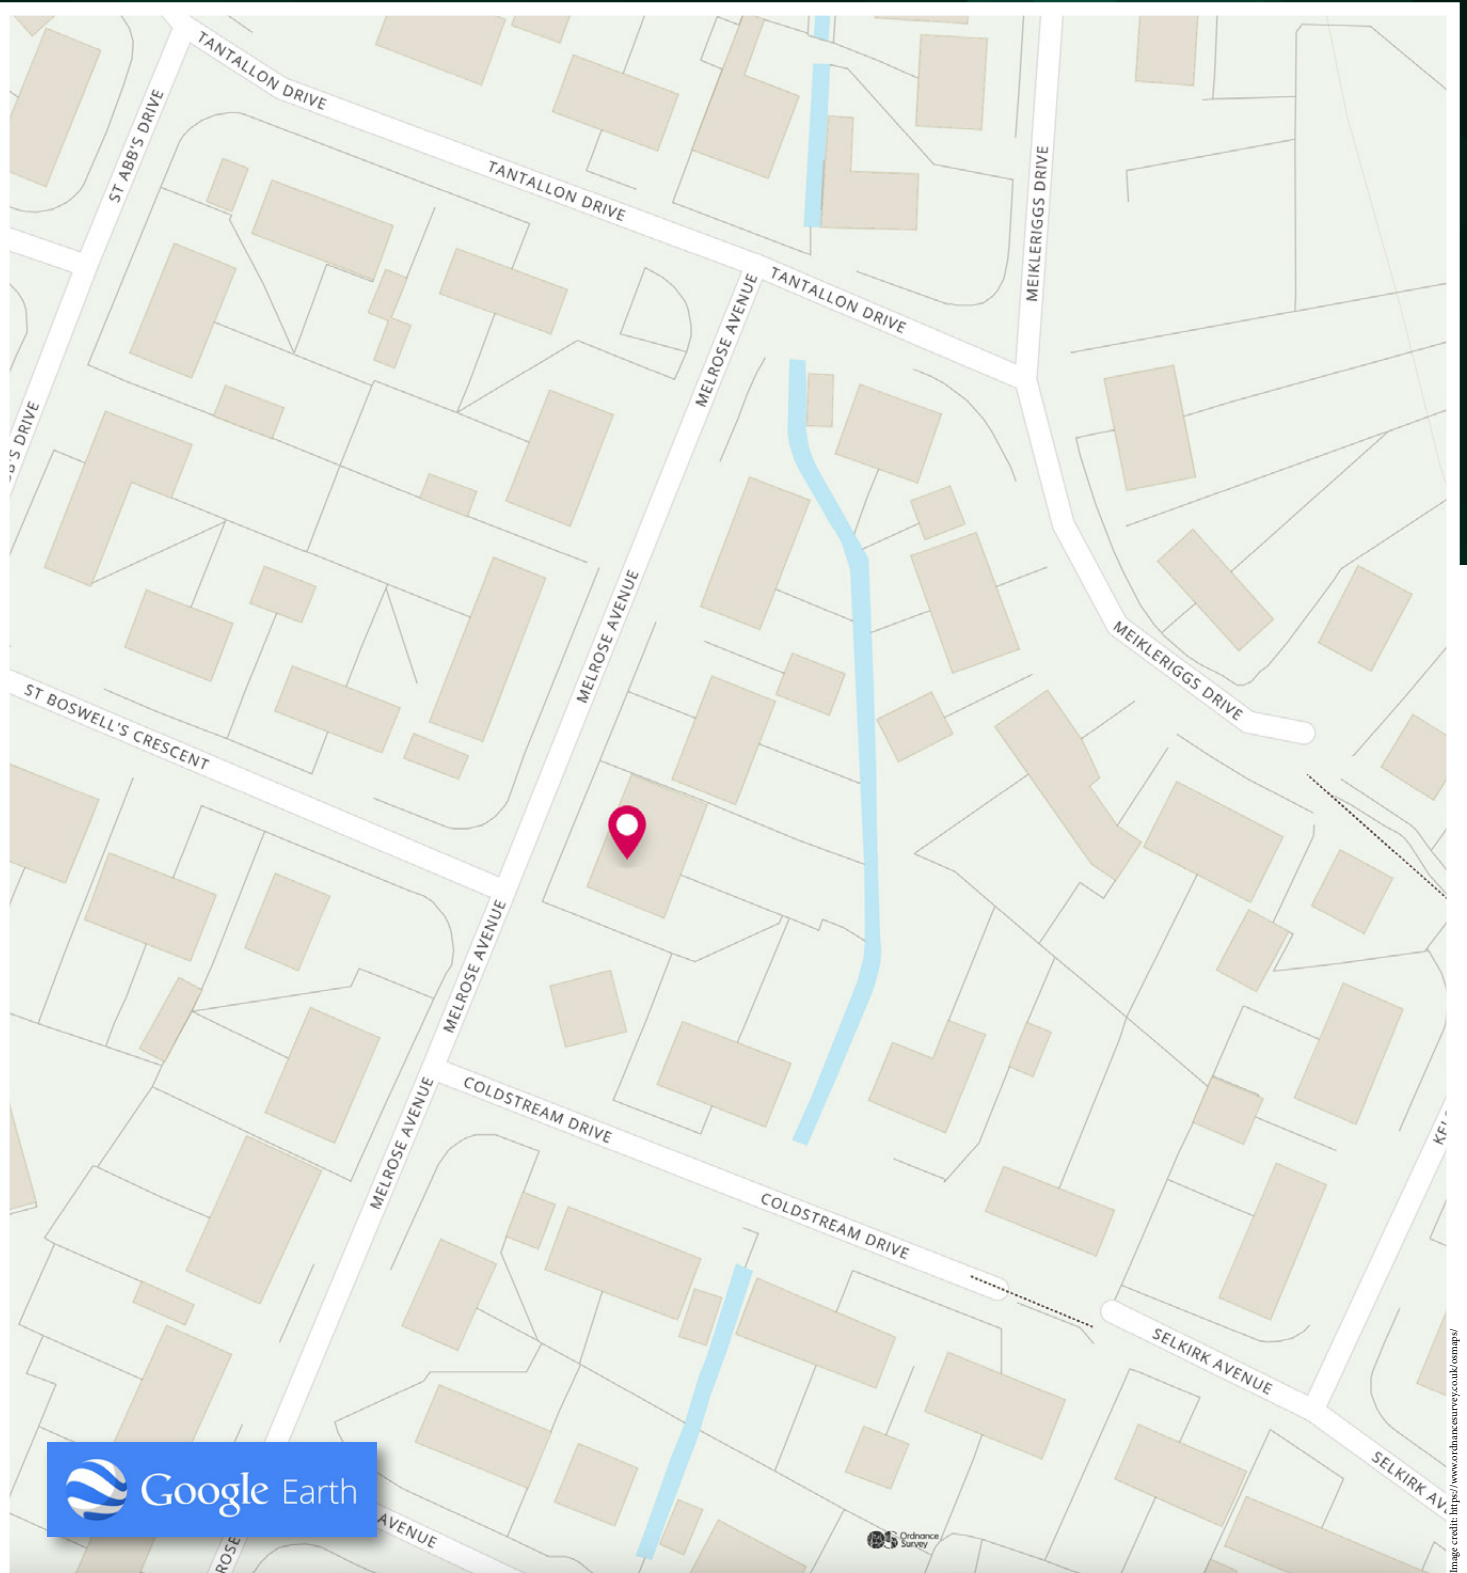 TANTALLON DRIVE
ST ABB'S DRIVE
TANTALLON DRIVE
MEIKLERIGGS DRIVE
TANTALLON DRIVE
MELROSE AVENUE
B'S DRIVE
MELROSE AVENUE
MEIKLERIGGS DRIVE
ST BOSWELL'S CRESCENT
MELROSE AVENUE
COLDSTREAM DRIVE
MELROSE AVENUE
COLDSTREAM DRIVE
SELKIRK AVENUE
SELKIRK AV
Google Earth
AVENUE
ROSE
Ordnance
Survey
Image credit: https://www.ordnancesurvey.co.uk/osmaps/